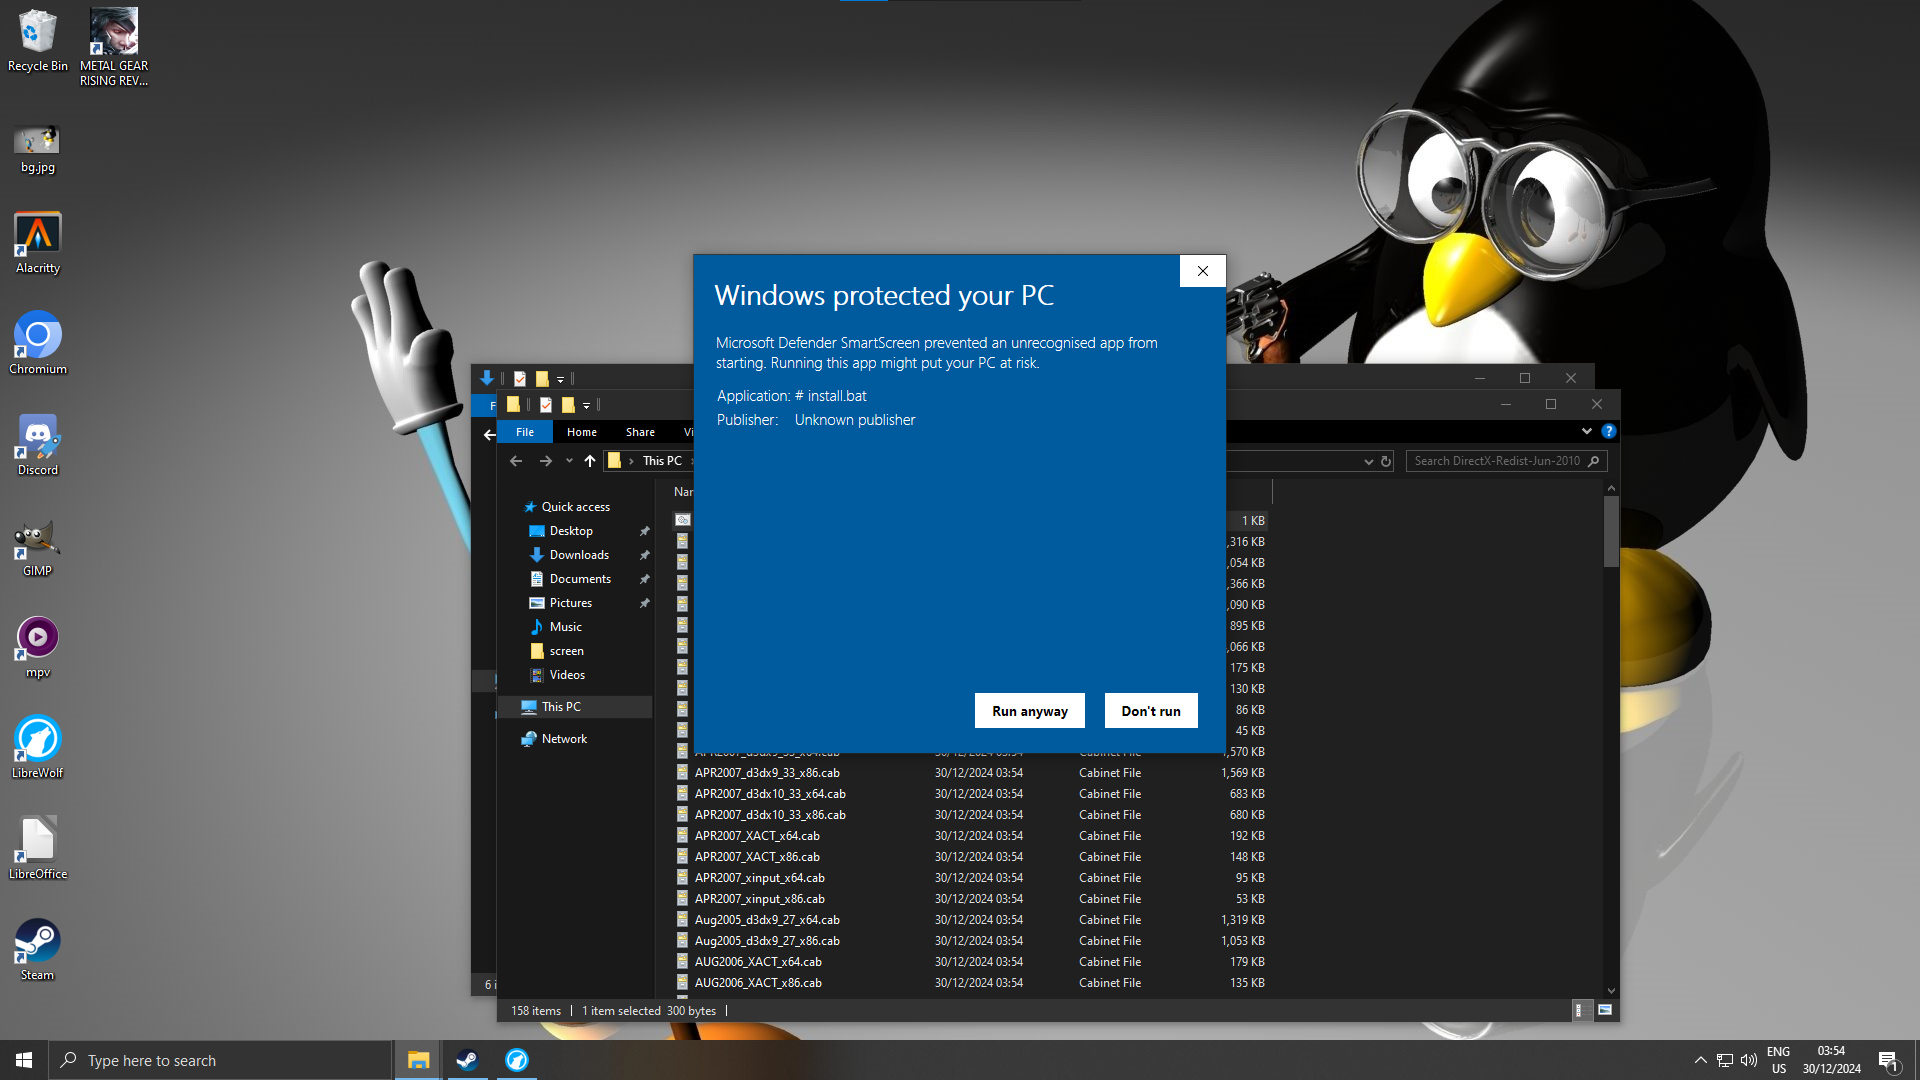 Recycle Bin
METAL GEAR
RISING REV...
bg.jpg
Alacritty
Chromium
Discord
GIMP
mpv
LibreWolf
LibreOffice
Steam
Windows protected your PC
Microsoft Defender SmartScreen prevented an unrecognised app from
starting. Running this app might put your PC at risk.
Application: # install.bat
Publisher: Unknown publisher
Run anyway
Don't run
F
File
Home
Share
Vi
This PC
Search DirectX-Redist-Jun-2010
Quick access
Desktop
Downloads
Documents
Pictures
Music
screen
Videos
This PC
Network
Nar
1 KB
,316 KB
,054 KB
,366 KB
,090 KB
895 KB
,066 KB
175 KB
130 KB
86 KB
45 KB
APR2007_d3dx9_33_x64.cab 30/12/2024 03:54 Cabinet File ,570 KB
APR2007_d3dx9_33_x86.cab 30/12/2024 03:54 Cabinet File 1,569 KB
APR2007_d3dx10_33_x64.cab 30/12/2024 03:54 Cabinet File 683 KB
APR2007_d3dx10_33_x86.cab 30/12/2024 03:54 Cabinet File 680 KB
APR2007_XACT_x64.cab 30/12/2024 03:54 Cabinet File 192 KB
APR2007_XACT_x86.cab 30/12/2024 03:54 Cabinet File 148 KB
APR2007_xinput_x64.cab 30/12/2024 03:54 Cabinet File 95 KB
APR2007_xinput_x86.cab 30/12/2024 03:54 Cabinet File 53 KB
Aug2005_d3dx9_27_x64.cab 30/12/2024 03:54 Cabinet File 1,319 KB
Aug2005_d3dx9_27_x86.cab 30/12/2024 03:54 Cabinet File 1,053 KB
AUG2006_XACT_x64.cab 30/12/2024 03:54 Cabinet File 179 KB
AUG2006_XACT_x86.cab 30/12/2024 03:54 Cabinet File 135 KB
6 i
158 items 1 item selected 300 bytes
Type here to search
ENG
US
03:54
30/12/2024
1